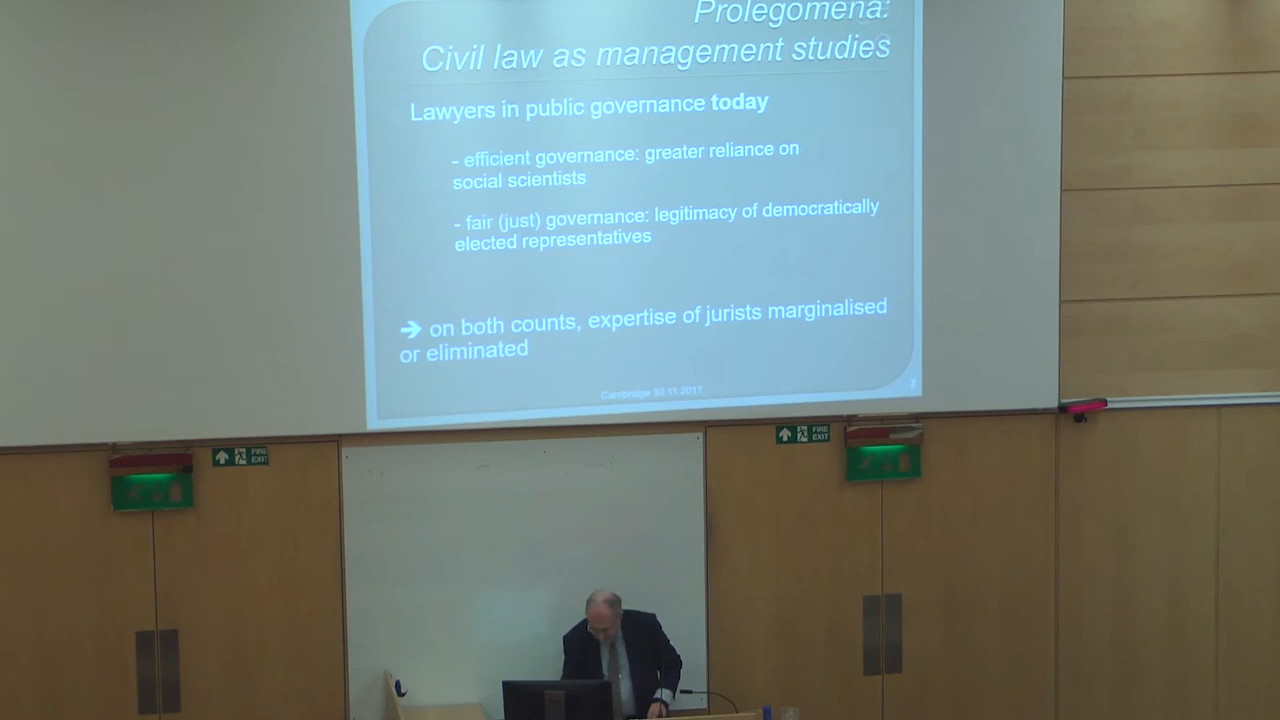 Prolegomena:
Civil law as management studies
Lawyers in public governance today
- efficient governance: greater reliance on
social scientists
- fair (just) governance: legitimacy of democratically
elected representatives
➔ on both counts, expertise of jurists marginalised
or eliminated
Cambridge 30.11.2017
7
FIRE
EXIT
FIRE
EXIT